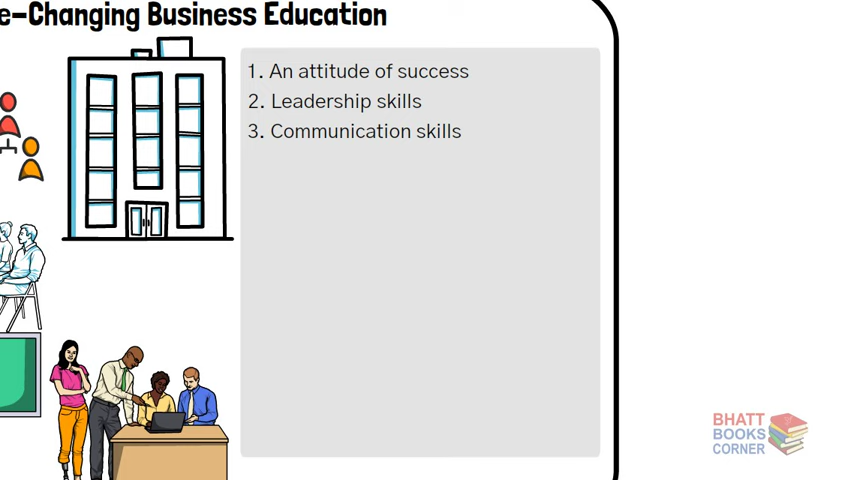 e-Changing Business Education
1. An attitude of success
2. Leadership skills
3. Communication skills
BHATT
BOOKS
CORNER